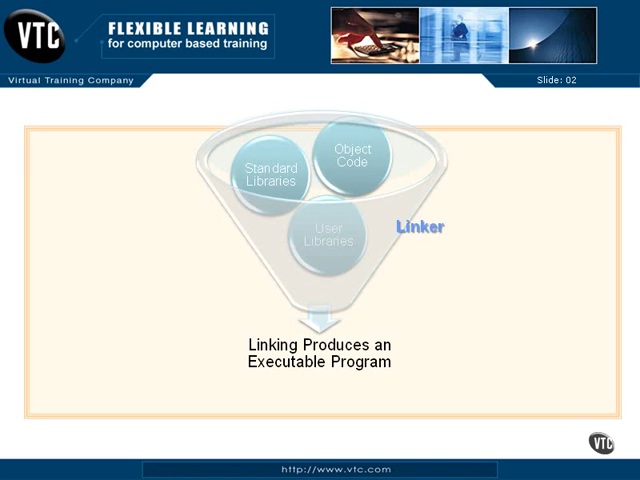 VTC
FLEXIBLE LEARNING
for computer based training
Virtual Training Company
Slide: 02
Object
Code
Standard
Libraries
User
Libraries
Linker
Linking Produces an
Executable Program
VTC
http://www.vtc.com